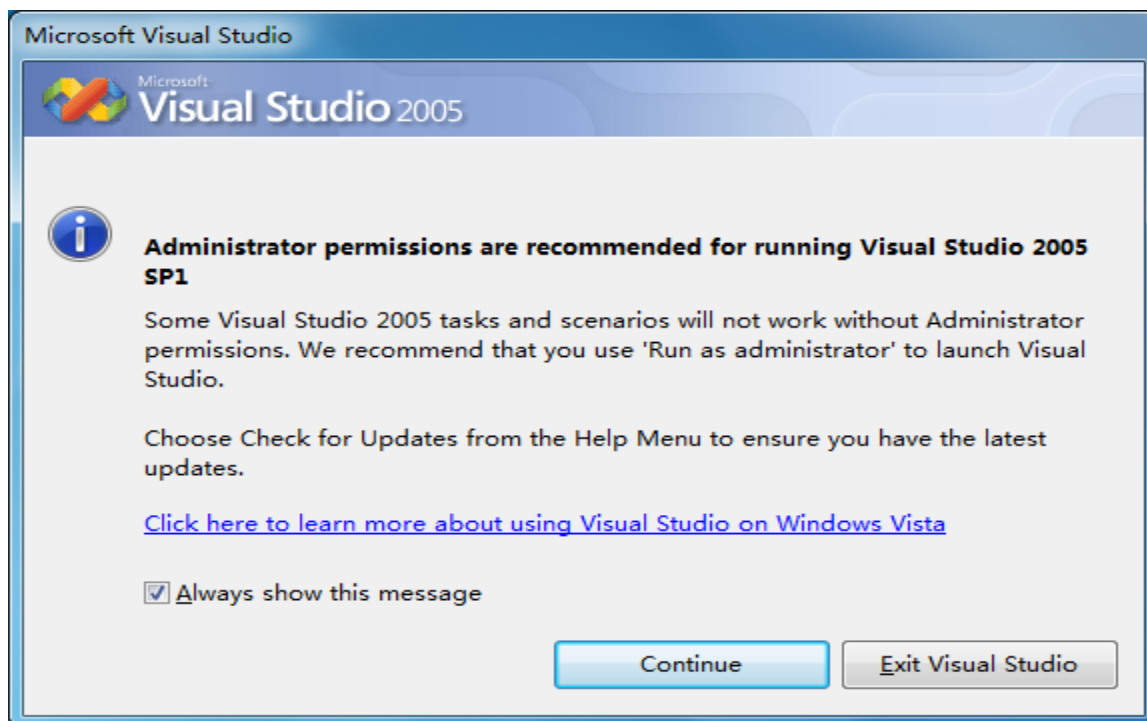 Microsoft Visual Studio
Microsoft
Visual Studio 2005
Administrator permissions are recommended for running Visual Studio 2005
SP1
Some Visual Studio 2005 tasks and scenarios will not work without Administrator
permissions. We recommend that you use 'Run as administrator' to launch Visual
Studio.
Choose Check for Updates from the Help Menu to ensure you have the latest
updates.
Click here to learn more about using Visual Studio on Windows Vista
Always show this message
Continue
Exit Visual Studio